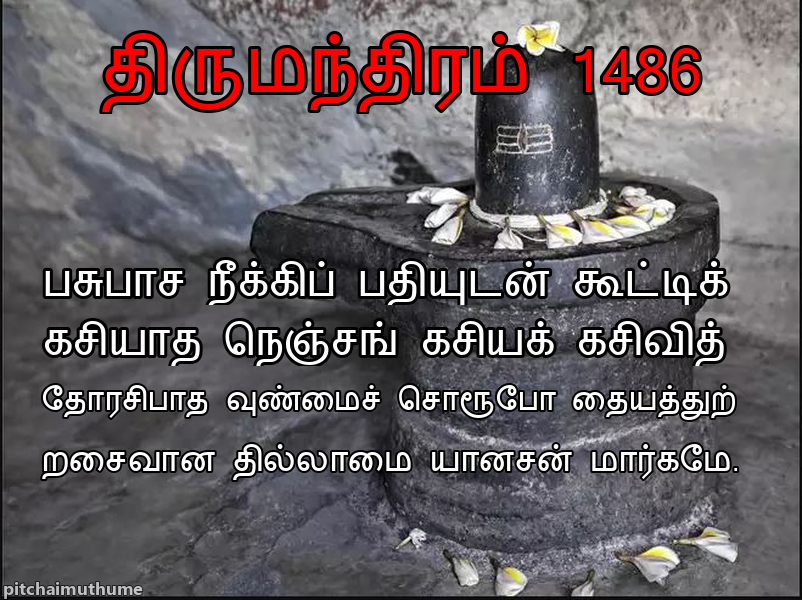 திருமந்திரம் 1486
பசுபாச நீக்கிப் பதியுடன் கூட்டிக்
கசியாத நெஞ்சங் கசியக் கசிவித்
தோரசிபாத வுண்மைச் சொரூபோ தையத்துற்
றசைவான தில்லாமை யானசன் மார்கமே.
pitchaimuthume